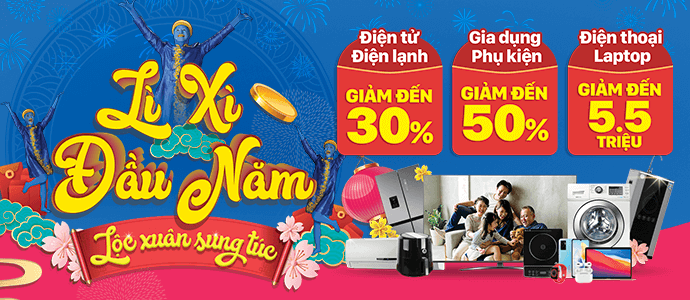 Lì Xì
Đầu Năm
Lộc xuân sung túc
Điện tử
Điện lạnh
GIẢM ĐẾN
30%
Gia dụng
Phụ kiện
GIẢM ĐẾN
50%
Điện thoại
Laptop
GIẢM ĐẾN
5.5
TRIỆU